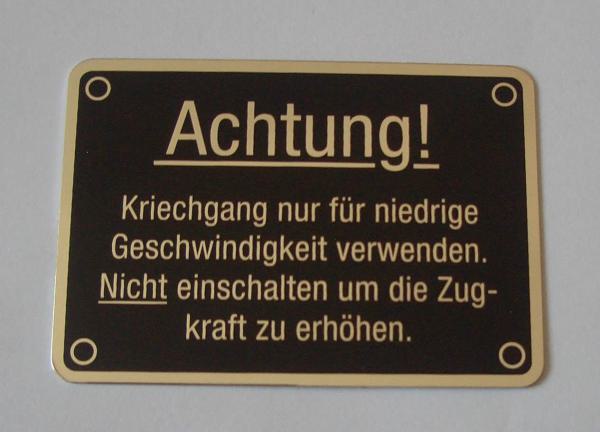 Achtung!
Kriechgang nur für niedrige
Geschwindigkeit verwenden.
Nicht einschalten um die Zug-
kraft zu erhöhen.